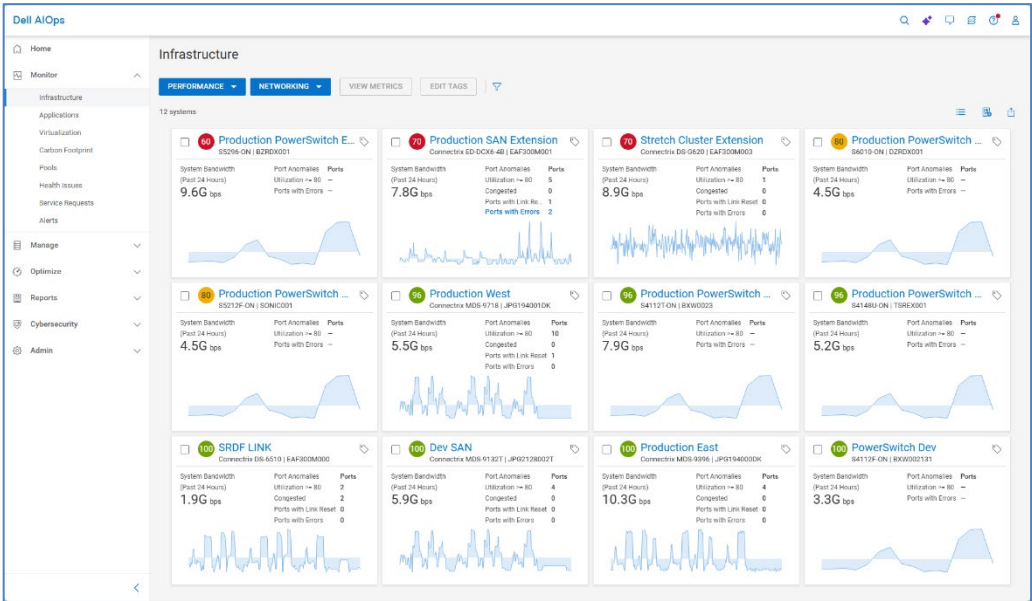 Dell AIOps
Home
Monitor
Infrastructure
Applications
Virtualization
Carbon Footprint
Pools
Health Issues
Service Requests
Alerts
Manage
Optimize
Reports
Cybersecurity
Admin
Infrastructure
PERFORMANCE NETWORKING VIEW METRICS EDIT TAGS
12 systems
60 Production PowerSwitch E...
S5296-ON | BZRDX001
System Bandwidth Port Anomalies Ports
(Past 24 Hours) Utilization >= 80 --
9.6G bps Ports with Errors --
70 Production SAN Extension
Connectrix ED-DCX6-4B | EAF300M001
System Bandwidth Port Anomalies Ports
(Past 24 Hours) Utilization >= 80 5
7.8G bps Congested 0
Ports with Link Re... 1
Ports with Errors 2
70 Stretch Cluster Extension
Connectrix DS-G620 | EAF300M003
System Bandwidth Port Anomalies Ports
(Past 24 Hours) Utilization >= 80 1
8.9G bps Congested 0
Ports with Link Reset 0
Ports with Errors 0
80 Production PowerSwitch ...
S6010-ON | DZRDX001
System Bandwidth Port Anomalies Ports
(Past 24 Hours) Utilization >= 80 --
4.5G bps Ports with Errors --
80 Production PowerSwitch ...
S5212F-ON | SONIC001
System Bandwidth Port Anomalies Ports
(Past 24 Hours) Utilization >= 80 --
4.5G bps Ports with Errors --
96 Production West
Connectrix MDS-9718 | JPG194001DK
System Bandwidth Port Anomalies Ports
(Past 24 Hours) Utilization >= 80 10
5.5G bps Congested 0
Ports with Link Reset 1
Ports with Errors 0
96 Production PowerSwitch ...
S4112T-ON | BXWD023
System Bandwidth Port Anomalies Ports
(Past 24 Hours) Utilization >= 80 --
7.9G bps Ports with Errors --
96 Production PowerSwitch ...
S4148U-ON | TSREX001
System Bandwidth Port Anomalies Ports
(Past 24 Hours) Utilization >= 80 --
5.2G bps Ports with Errors --
100 SRDF LINK
Connectrix DS-6510 | EAF300M000
System Bandwidth Port Anomalies Ports
(Past 24 Hours) Utilization >= 80 2
1.9G bps Congested 2
Ports with Link Reset 0
Ports with Errors 0
100 Dev SAN
Connectrix MDS-9132T | JPG2128002T
System Bandwidth Port Anomalies Ports
(Past 24 Hours) Utilization >= 80 4
5.9G bps Congested 0
Ports with Link Reset 0
Ports with Errors 0
100 Production East
Connectrix MDS-9396 | JPG194000DK
System Bandwidth Port Anomalies Ports
(Past 24 Hours) Utilization >= 80 4
10.3G bps Congested 0
Ports with Link Reset 0
Ports with Errors 0
100 PowerSwitch Dev
S4112F-ON | BXW002131
System Bandwidth Port Anomalies Ports
(Past 24 Hours) Utilization >= 80 --
3.3G bps Ports with Errors --